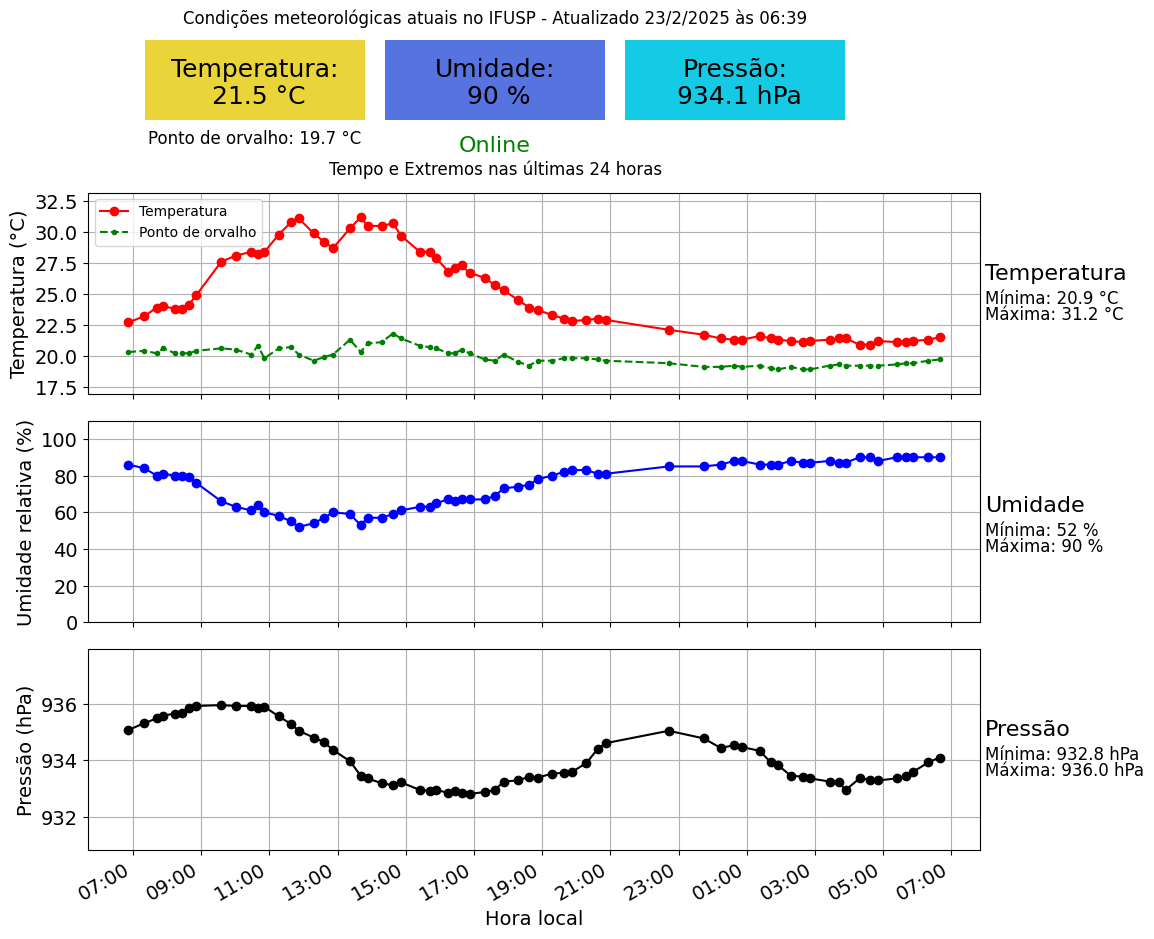 Condições meteorológicas atuais no IFUSP - Atualizado 23/2/2025 às 06:39
Temperatura:
21.5 °C
Umidade:
90 %
Pressão:
934.1 hPa
Ponto de orvalho: 19.7 °C
Online
Tempo e Extremos nas últimas 24 horas
Temperatura (°C)
32.5
30.0
27.5
25.0
22.5
20.0
17.5
Temperatura
Ponto de orvalho
Temperatura
Mínima: 20.9 °C
Máxima: 31.2 °C
Umidade relativa (%)
100
80
60
40
20
0
Umidade
Mínima: 52 %
Máxima: 90 %
Pressão (hPa)
936
934
932
Pressão
Mínima: 932.8 hPa
Máxima: 936.0 hPa
07:00 09:00 11:00 13:00 15:00 17:00 19:00 21:00 23:00 01:00 03:00 05:00 07:00
Hora local